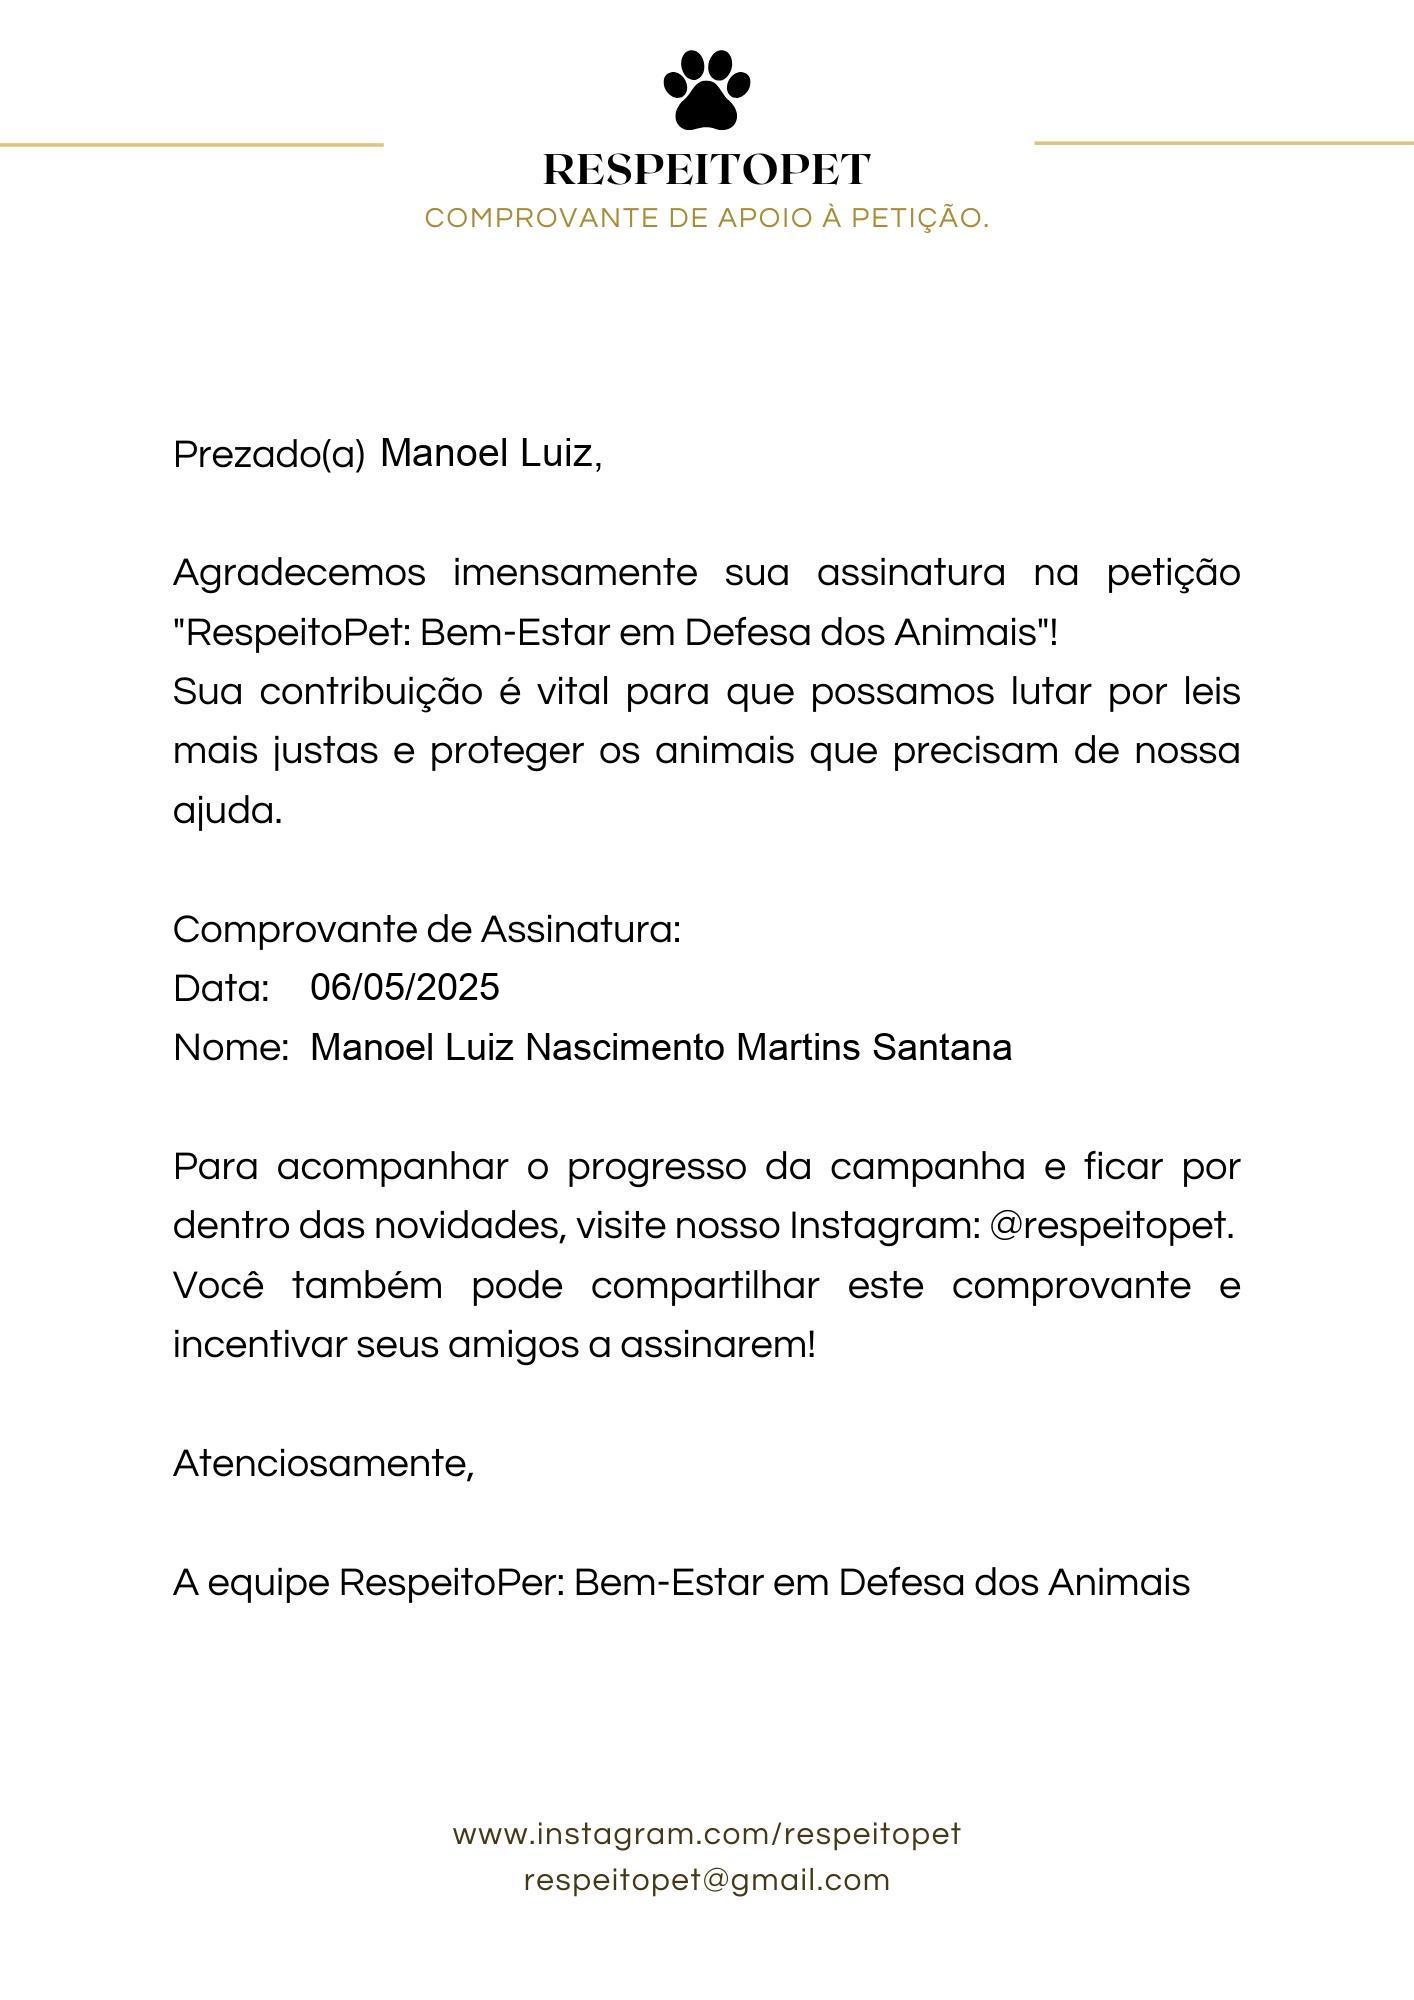 RESPEITOPET
COMPROVANTE DE APOIO À PETIÇÃO.
Prezado(a) Manoel Luiz,
Agradecemos imensamente sua assinatura na petição
"RespeitoPet: Bem-Estar em Defesa dos Animais"!
Sua contribuição é vital para que possamos lutar por leis
mais justas e proteger os animais que precisam de nossa
ajuda.
Comprovante de Assinatura:
Data: 06/05/2025
Nome: Manoel Luiz Nascimento Martins Santana
Para acompanhar o progresso da campanha e ficar por
dentro das novidades, visite nosso Instagram: @respeitopet.
Você também pode compartilhar este comprovante e
incentivar seus amigos a assinarem!
Atenciosamente,
A equipe RespeitoPer: Bem-Estar em Defesa dos Animais
www.instagram.com/respeitopet
respeitopet@gmail.com